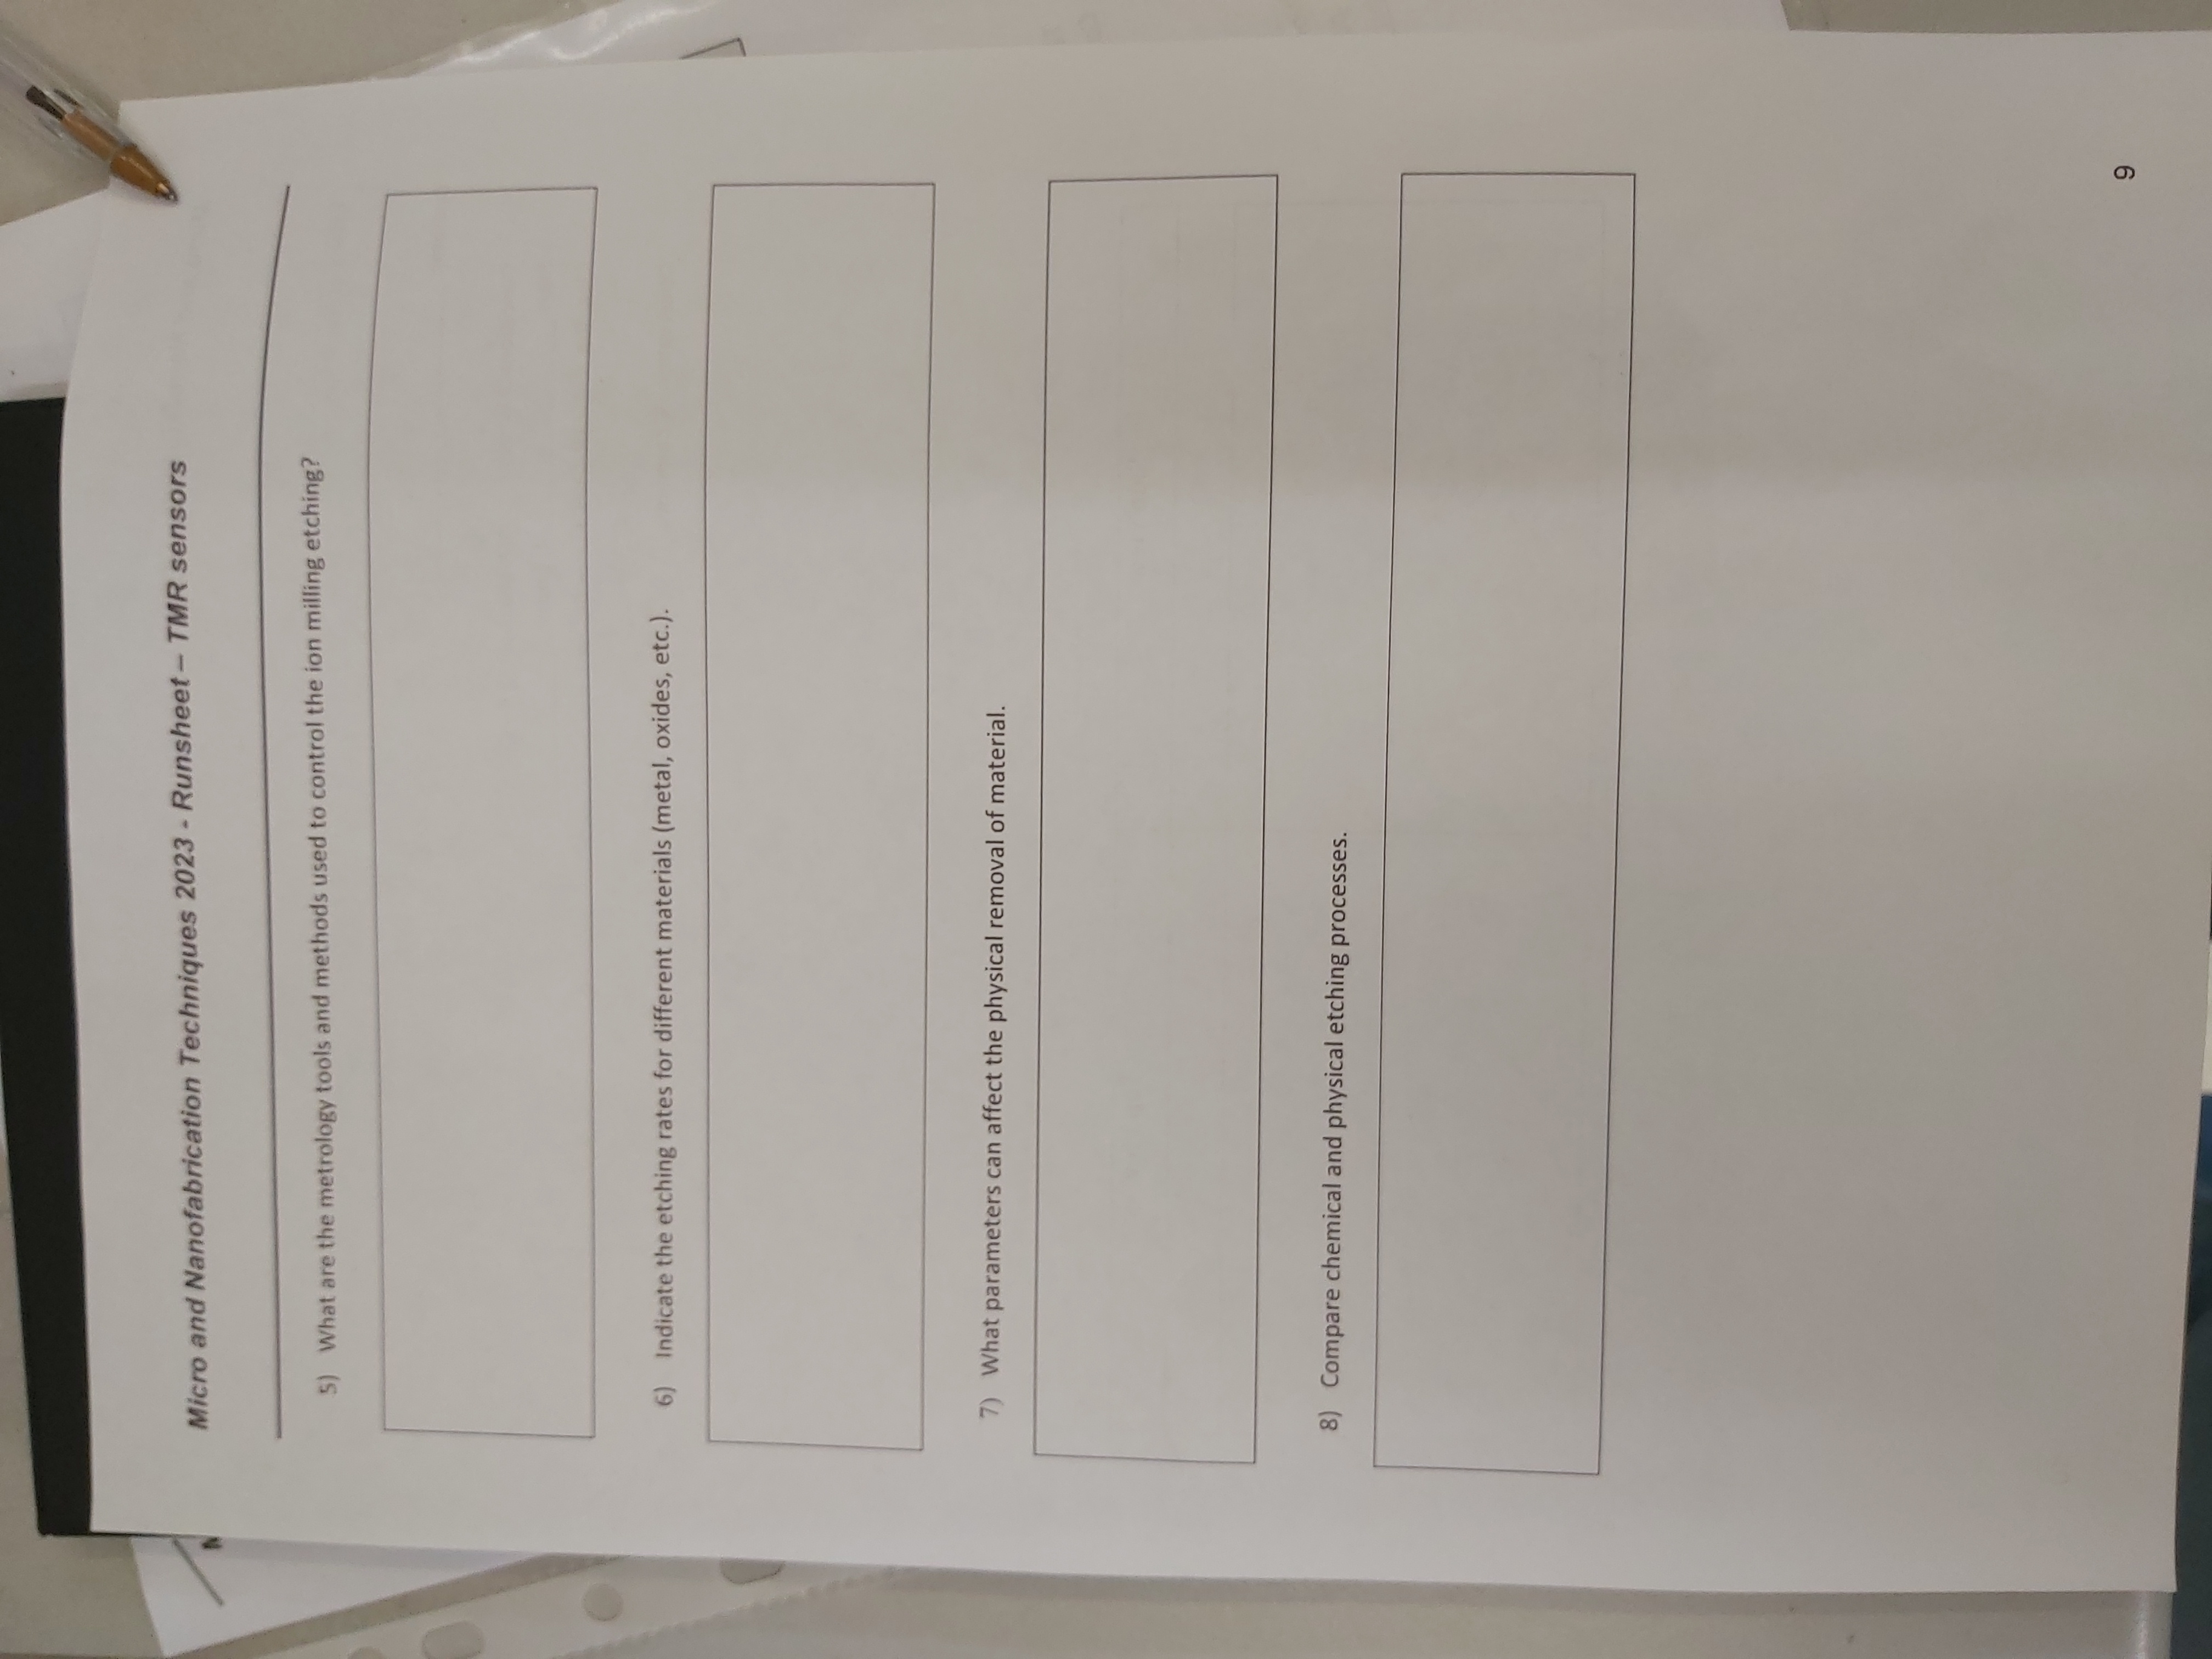 Micro and Nanofabrication Techniques 2023 - Runsheet – TMR sensors
5) What are the metrology tools and methods used to control the ion milling etching?
6) Indicate the etching rates for different materials (metal, oxides, etc.).
7) What parameters can affect the physical removal of material.
8) Compare chemical and physical etching processes.
9